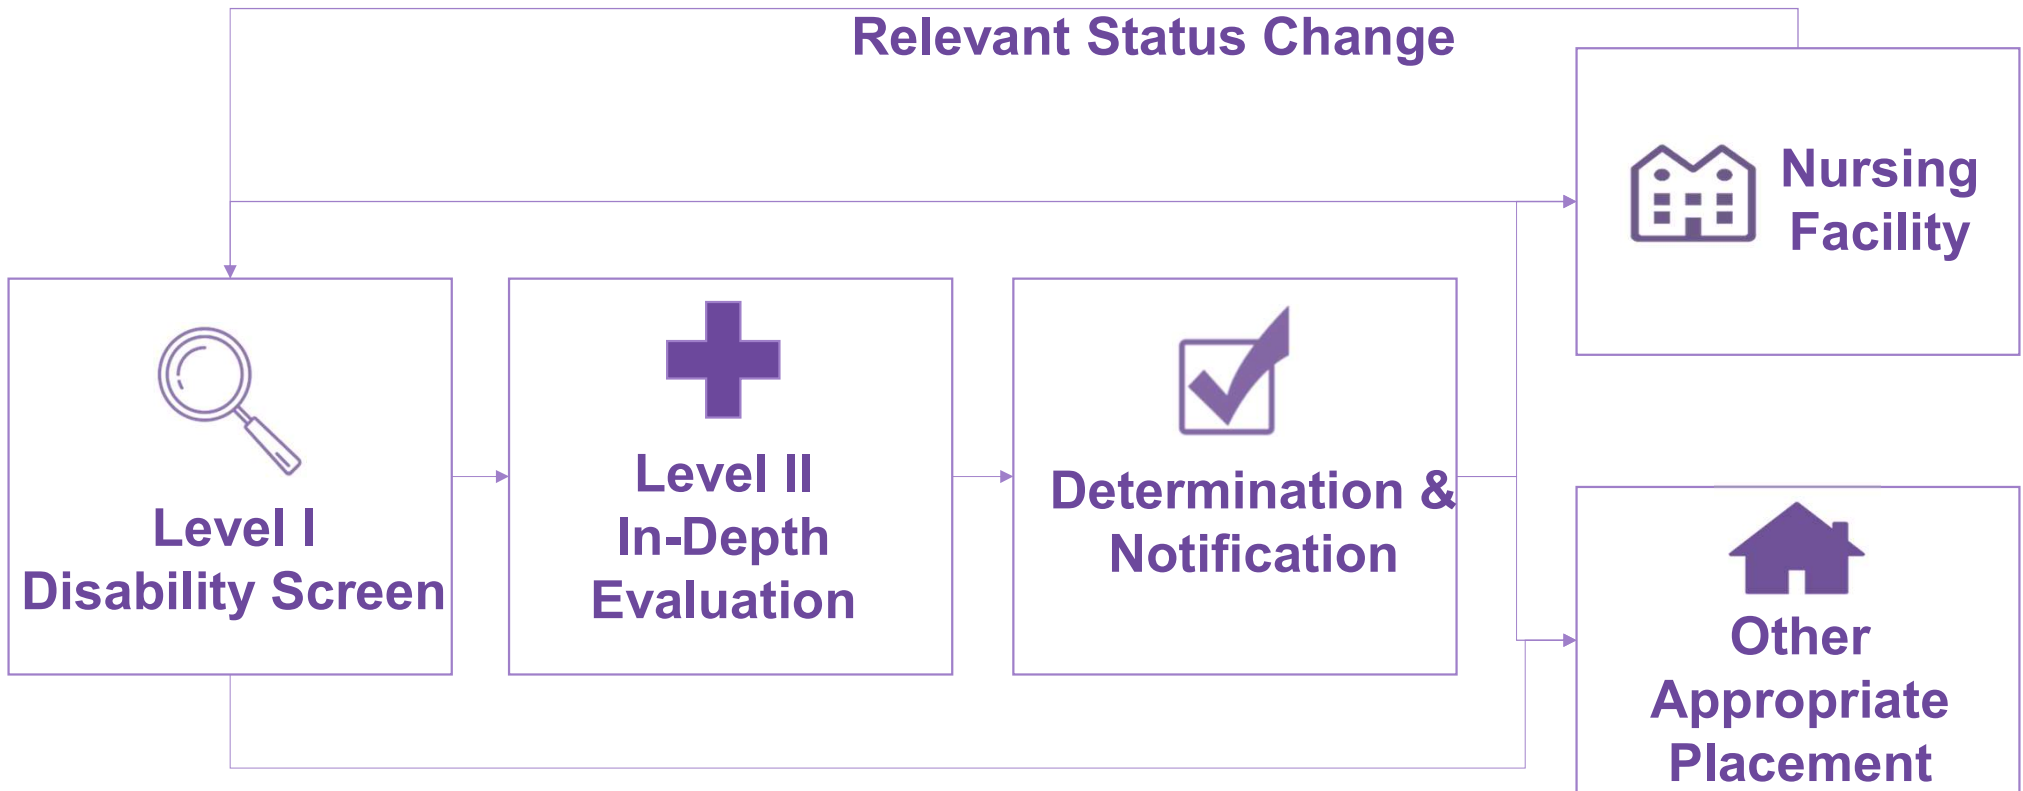 Relevant Status Change
Nursing
Facility
Level I
Disability Screen
Level II
In-Depth
Evaluation
Determination &
Notification
Other
Appropriate
Placement